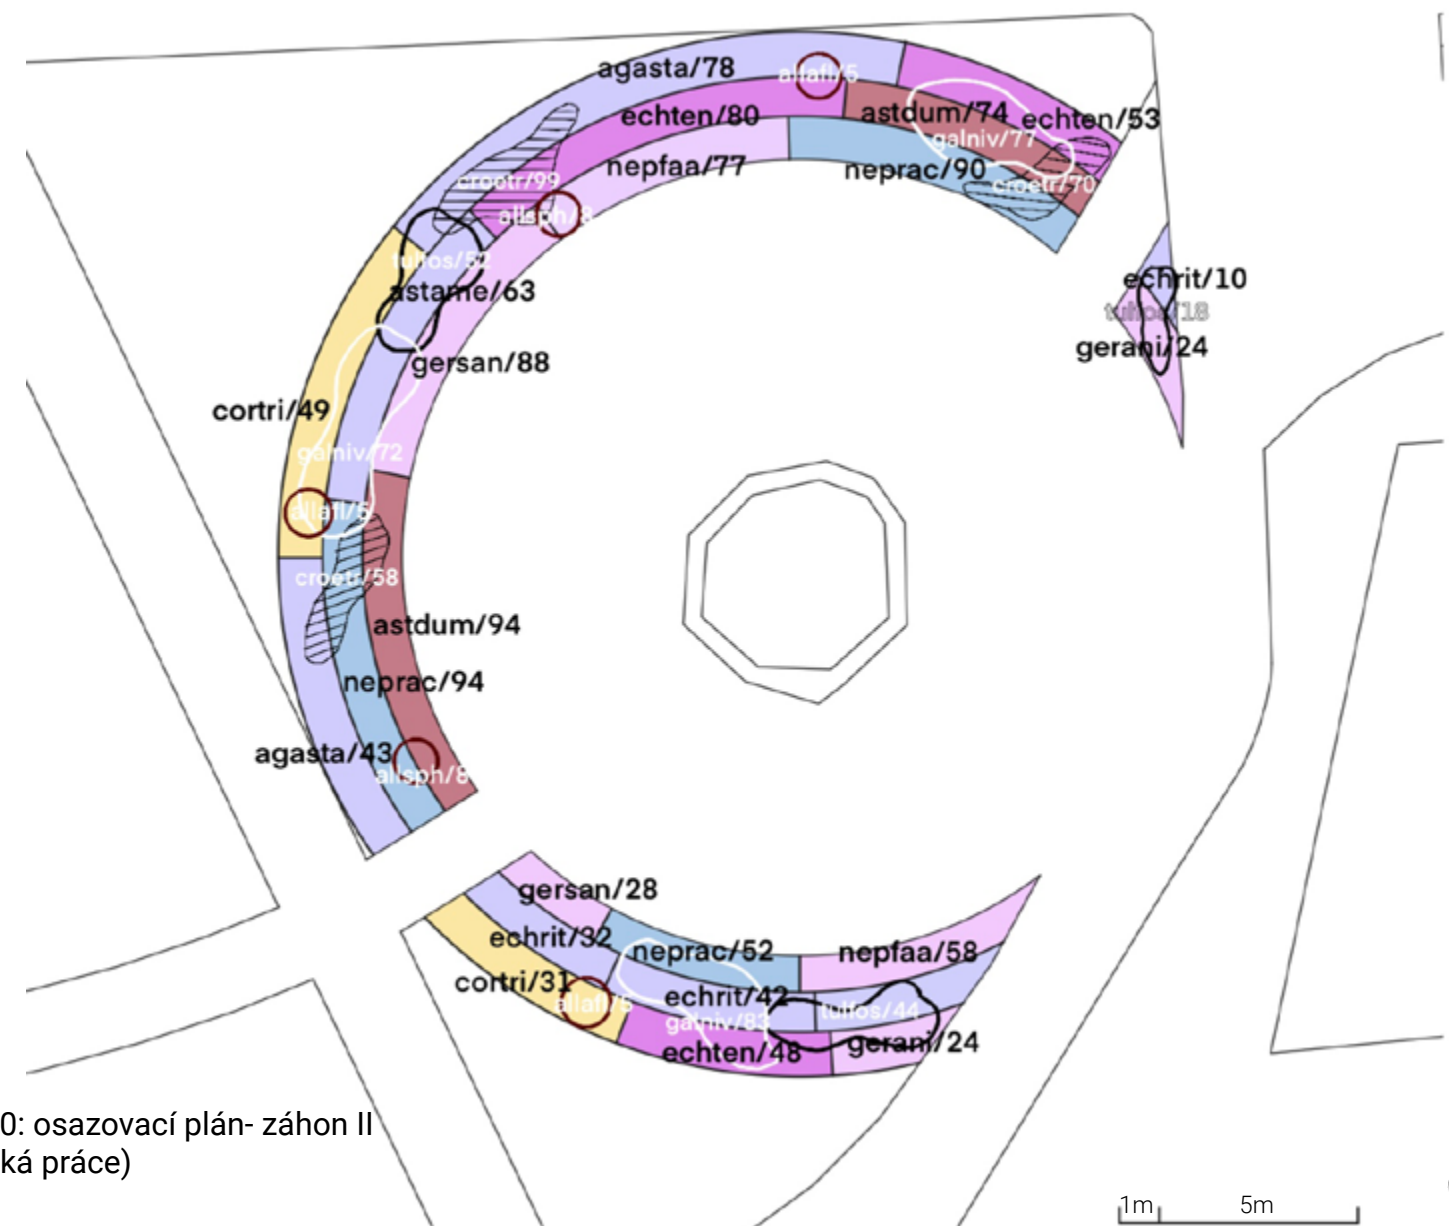 agasta/78
allafl/5
echten/80
astdum/74
echten/53
galniv/77
nepfaa/77
neprac/90
croetr/70
croetr/99
allsph/8
tulfos/52
astame/63
echrit/10
tulfos/18
gerani/24
gersan/88
cortri/49
galniv/72
allafl/5
croetr/58
astdum/94
neprac/94
agasta/43
allsph/8
gersan/28
echrit/32
neprac/52
nepfaa/58
cortri/31
allafl/5
echrit/42
tulfos/44
galniv/83
echten/48
gerani/24
0: osazovací plán- záhon II
ká práce)
1m
5m